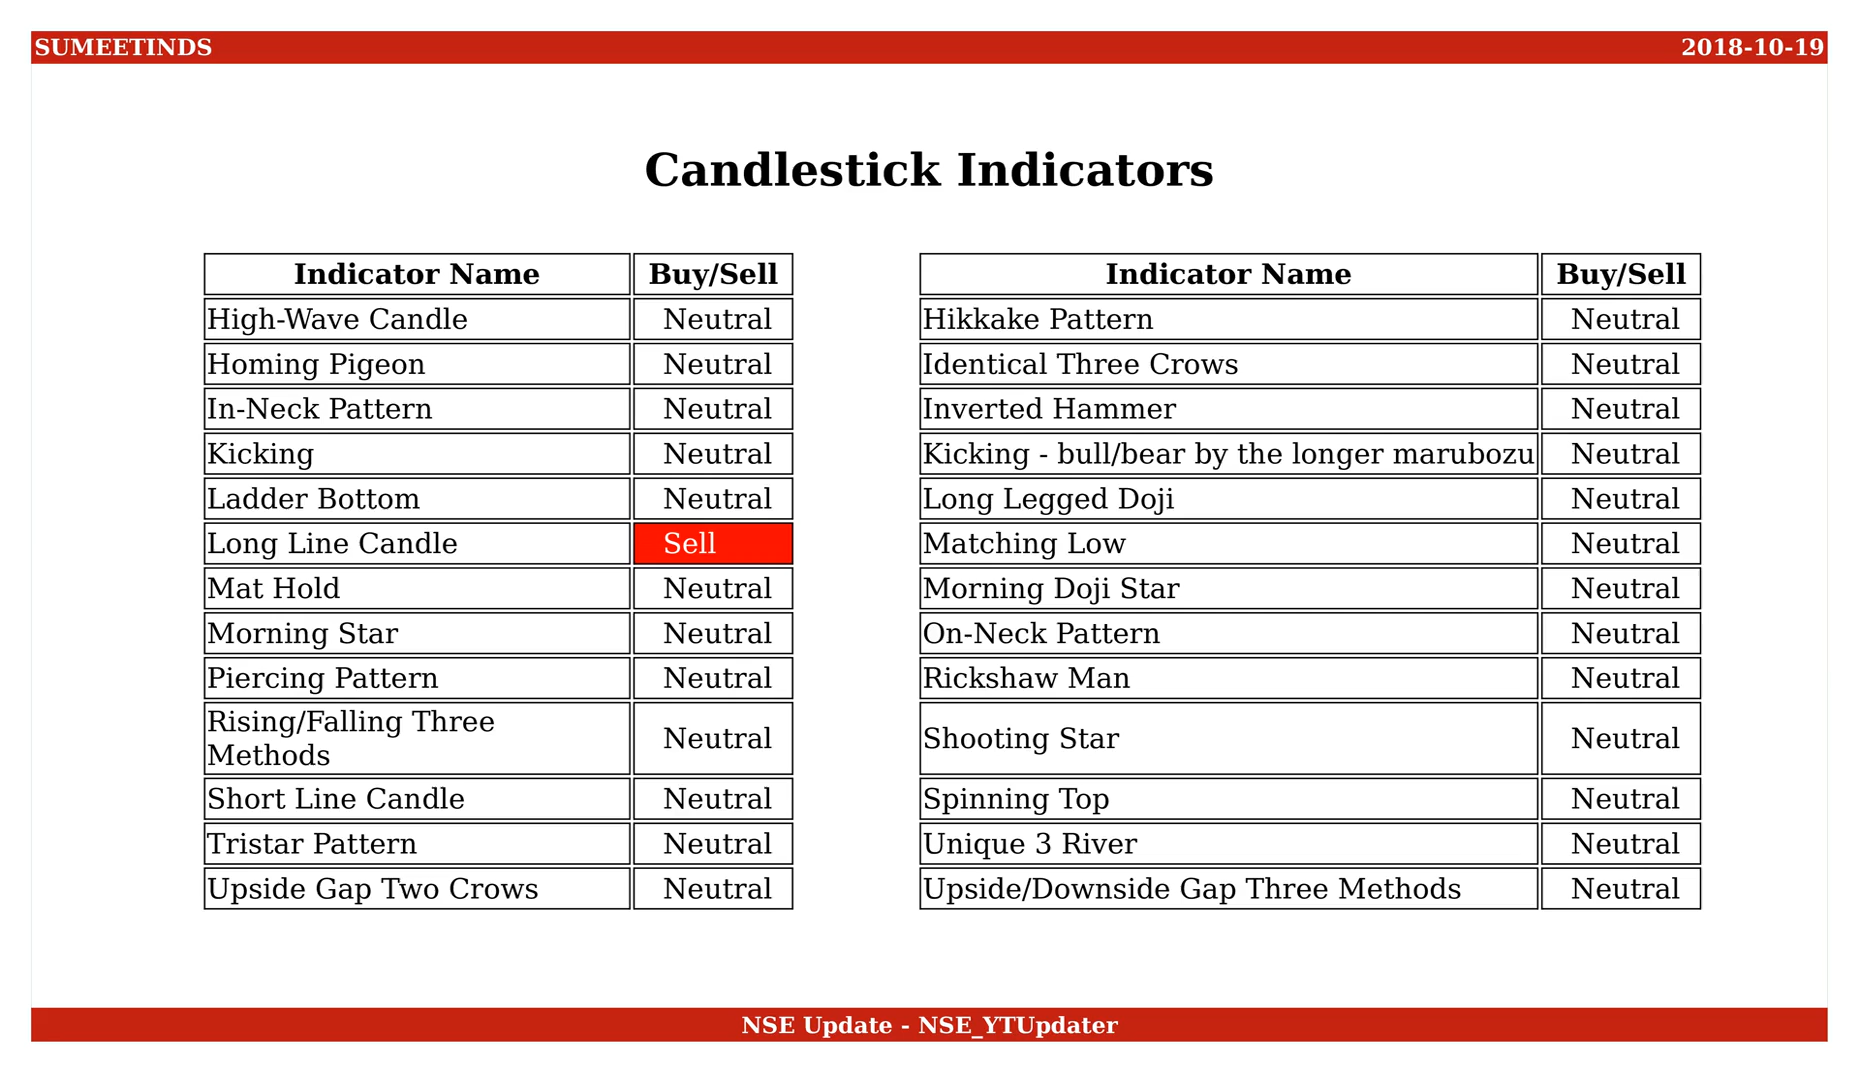 SUMEETINDS
2018-10-19
Candlestick Indicators
Indicator Name Buy/Sell
High-Wave Candle Neutral
Homing Pigeon Neutral
In-Neck Pattern Neutral
Kicking Neutral
Ladder Bottom Neutral
Long Line Candle Sell
Mat Hold Neutral
Morning Star Neutral
Piercing Pattern Neutral
Rising/Falling Three
Methods Neutral
Short Line Candle Neutral
Tristar Pattern Neutral
Upside Gap Two Crows Neutral
Indicator Name Buy/Sell
Hikkake Pattern Neutral
Identical Three Crows Neutral
Inverted Hammer Neutral
Kicking - bull/bear by the longer marubozu Neutral
Long Legged Doji Neutral
Matching Low Neutral
Morning Doji Star Neutral
On-Neck Pattern Neutral
Rickshaw Man Neutral
Shooting Star Neutral
Spinning Top Neutral
Unique 3 River Neutral
Upside/Downside Gap Three Methods Neutral
NSE Update - NSE_YTUpdater